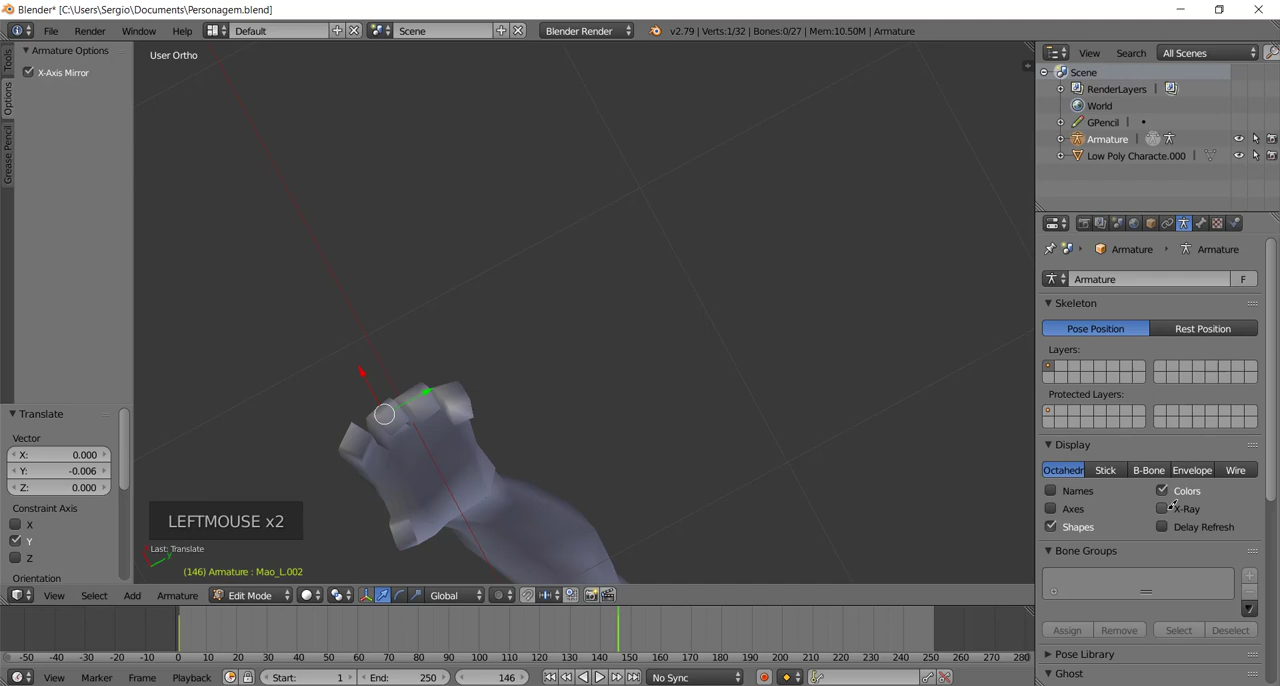 Blender* [C:\Users\Sergio\Documents\Personagem.blend]
File Render Window Help Default Scene Blender Render v2.79 | Verts:1/32 | Bones:0/27 | Mem:10.50M | Armature
Tools
Options
Grease Pencil
Armature Options
X-Axis Mirror
User Ortho
View Search All Scenes
Scene
RenderLayers
World
GPencil
Armature
Low Poly Characte.000
Armature Armature
Armature F
Skeleton
Pose Position Rest Position
Layers:
Protected Layers:
Display
Octahedr Stick B-Bone Envelope Wire
Names Colors
Axes X-Ray
Shapes Delay Refresh
Bone Groups
Assign Remove Select Deselect
Pose Library
Ghost
Translate
Vector
X: 0.000
Y: -0.006
Z: 0.000
Constraint Axis
X
Y
Z
Orientation
LEFTMOUSE x2
Last: Translate
(146) Armature : Mao_L.002
View Select Add Armature Edit Mode Global
-50 -40 -30 -20 -10 0 10 20 30 40 50 60 70 80 90 100 110 120 130 140 150 160 170 180 190 200 210 220 230 240 250 260 270 280
View Marker Frame Playback Start: 1 End: 250 146 No Sync